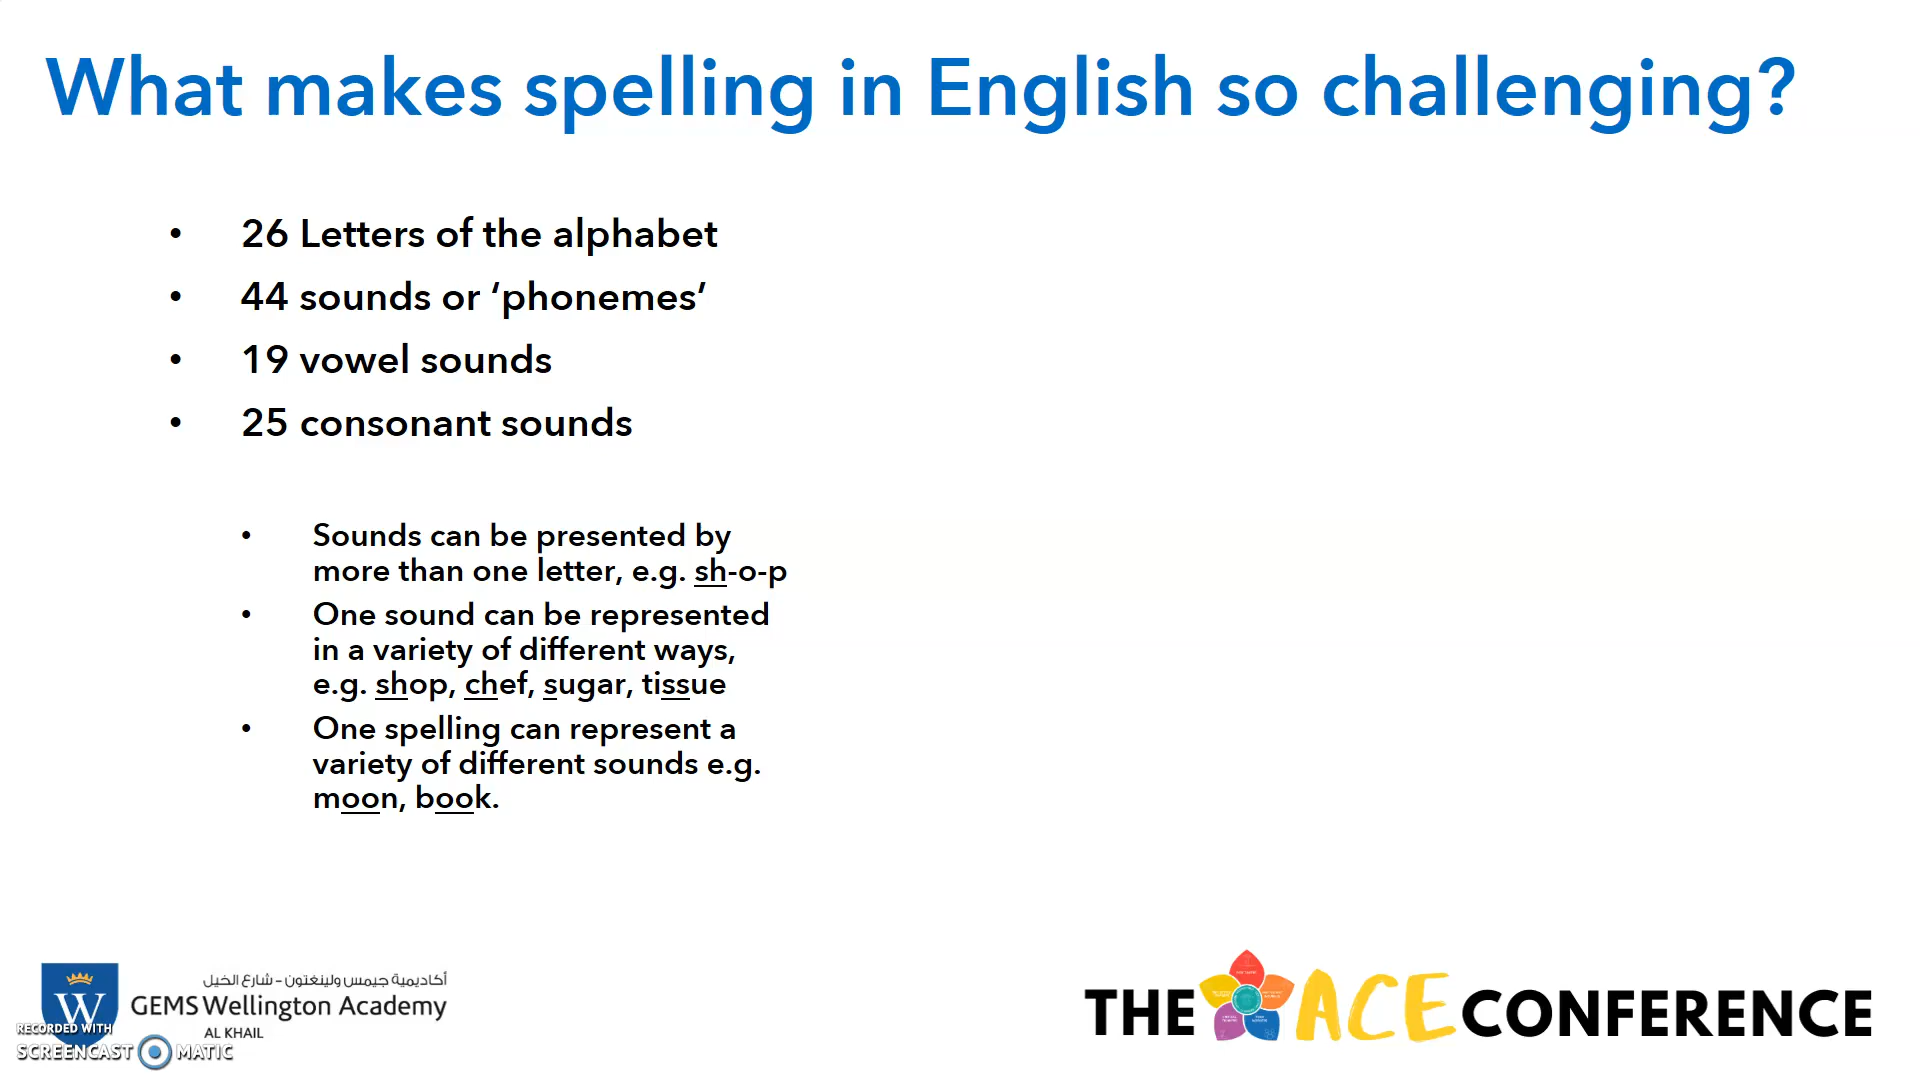 What makes spelling in English so challenging?
• 26 Letters of the alphabet
• 44 sounds or ‘phonemes’
• 19 vowel sounds
• 25 consonant sounds
• Sounds can be presented by
more than one letter, e.g. sh-o-p
• One sound can be represented
in a variety of different ways,
e.g. shop, chef, sugar, tissue
• One spelling can represent a
variety of different sounds e.g.
moon, book.
أكاديمية جيمس ولينغتون - شارع الخيل
W
GEMS Wellington Academy
AL KHAIL
RECORDED WITH
SCREENCAST MATIC
THE ACE CONFERENCE